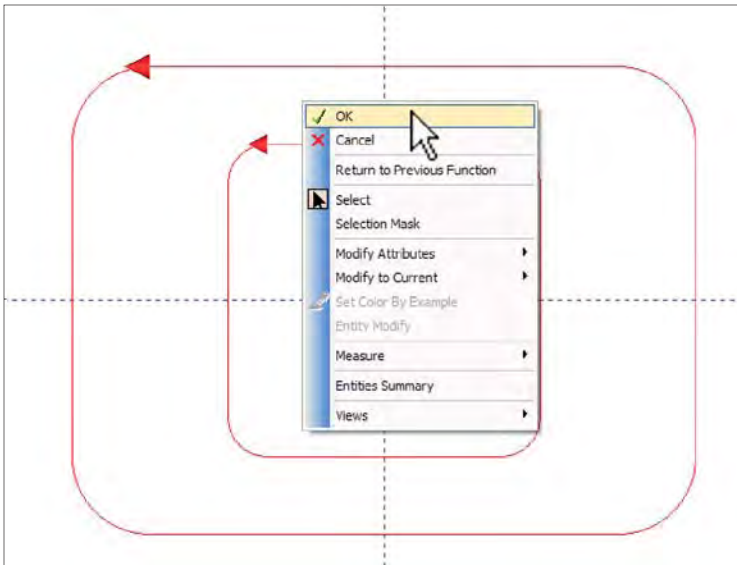 OK
Cancel
Return to Previous Function
Select
Selection Mask
Modify Attributes
Modify to Current
Set Color By Example
Entity Modify
Measure
Entities Summary
Views